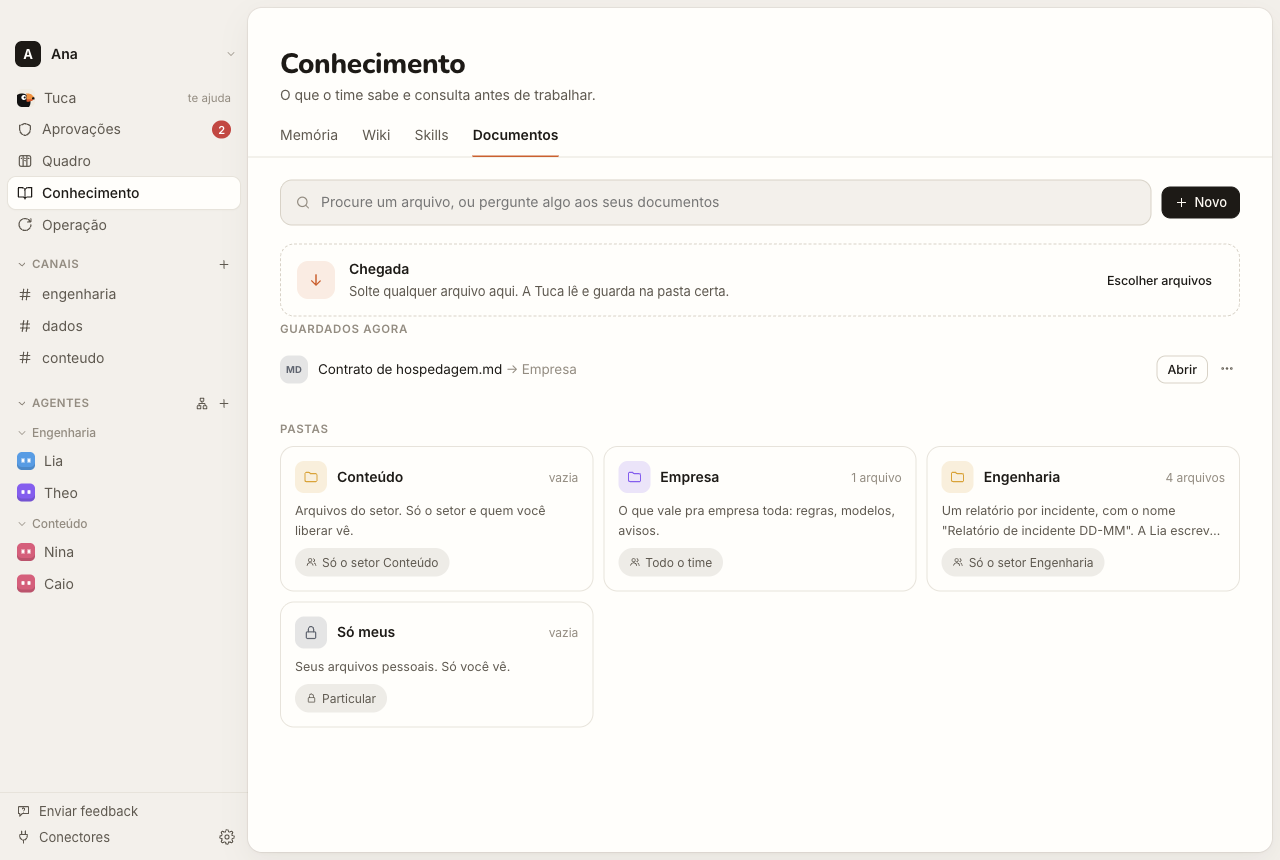 A Ana
Tuca te ajuda
Aprovações 2
Quadro
Conhecimento
Operação
CANAIS
# engenharia
# dados
# conteudo
AGENTES
Engenharia
Lia
Theo
Conteúdo
Nina
Caio
Enviar feedback
Conectores
Conhecimento
O que o time sabe e consulta antes de trabalhar.
Memória Wiki Skills Documentos
Procure um arquivo, ou pergunte algo aos seus documentos
+ Novo
Chegada
Solte qualquer arquivo aqui. A Tuca lê e guarda na pasta certa.
Escolher arquivos
GUARDADOS AGORA
MD Contrato de hospedagem.md → Empresa Abrir ...
PASTAS
Conteúdo vazia
Arquivos do setor. Só o setor e quem você
liberar vê.
Só o setor Conteúdo
Empresa 1 arquivo
O que vale pra empresa toda: regras, modelos,
avisos.
Todo o time
Engenharia 4 arquivos
Um relatório por incidente, com o nome
"Relatório de incidente DD-MM". A Lia escrev...
Só o setor Engenharia
Só meus vazia
Seus arquivos pessoais. Só você vê.
Particular